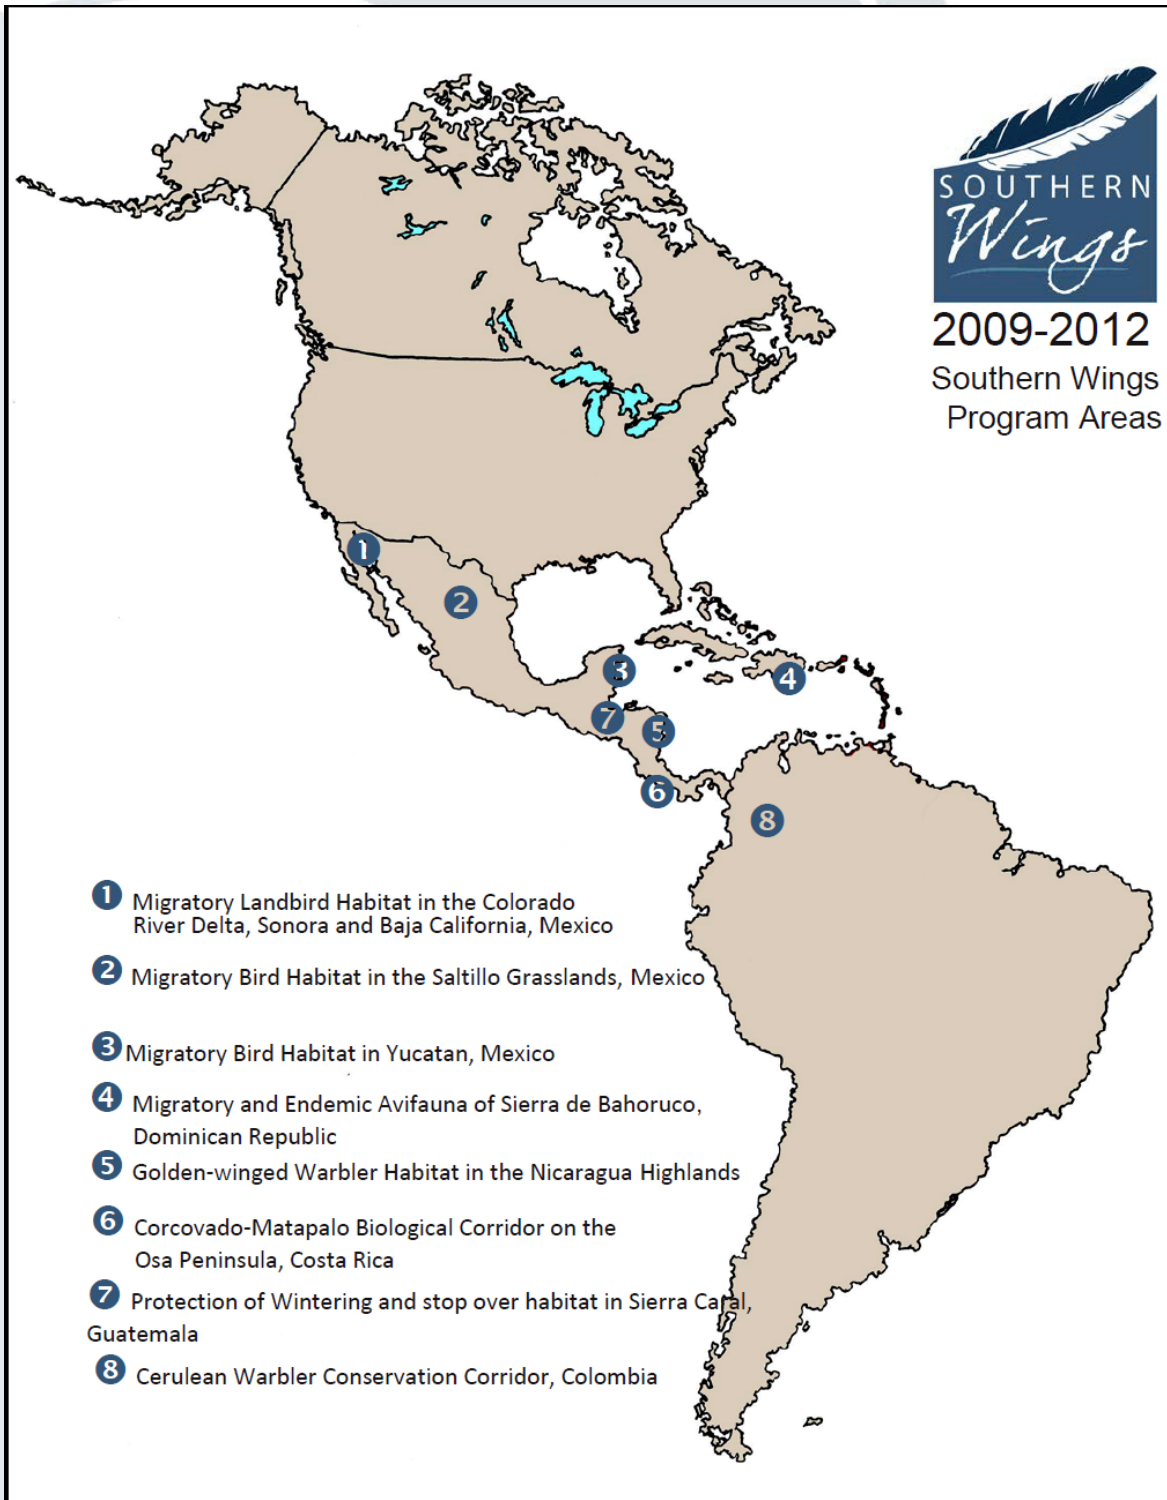 SOUTHERN
Wings
2009-2012
Southern Wings
Program Areas
1
2
3
4
7
5
6
8
1 Migratory Landbird Habitat in the Colorado
River Delta, Sonora and Baja California, Mexico
2 Migratory Bird Habitat in the Saltillo Grasslands, Mexico
3 Migratory Bird Habitat in Yucatan, Mexico
4 Migratory and Endemic Avifauna of Sierra de Bahoruco,
Dominican Republic
5 Golden-winged Warbler Habitat in the Nicaragua Highlands
6 Corcovado-Matapalo Biological Corridor on the
Osa Peninsula, Costa Rica
7 Protection of Wintering and stop over habitat in Sierra Caral,
Guatemala
8 Cerulean Warbler Conservation Corridor, Colombia